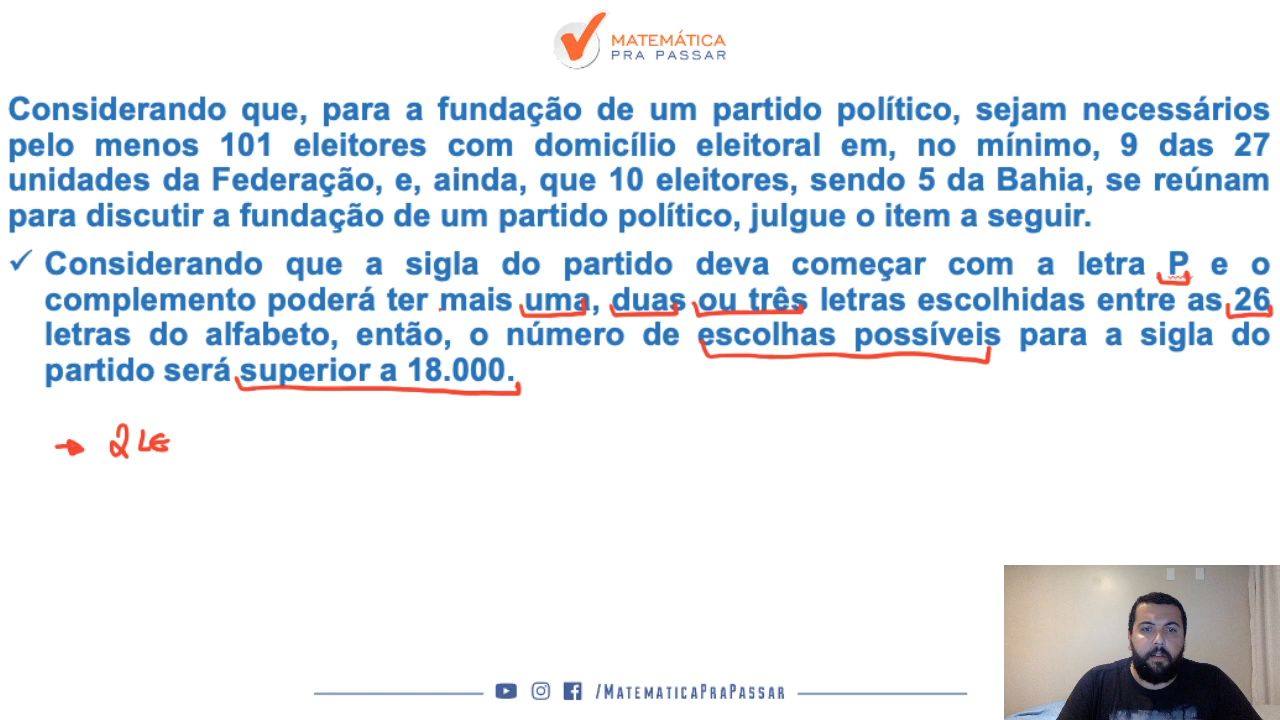 MATEMÁTICA
PRA PASSAR
Considerando que, para a fundação de um partido político, sejam necessários
pelo menos 101 eleitores com domicílio eleitoral em, no mínimo, 9 das 27
unidades da Federação, e, ainda, que 10 eleitores, sendo 5 da Bahia, se reúnam
para discutir a fundação de um partido político, julgue o item a seguir.
✓ Considerando que a sigla do partido deva começar com a letra P e o
complemento poderá ter mais uma, duas ou três letras escolhidas entre as 26
letras do alfabeto, então, o número de escolhas possíveis para a sigla do
partido será superior a 18.000.
→ 2 LE
/MATEMATICAPRAPASSAR